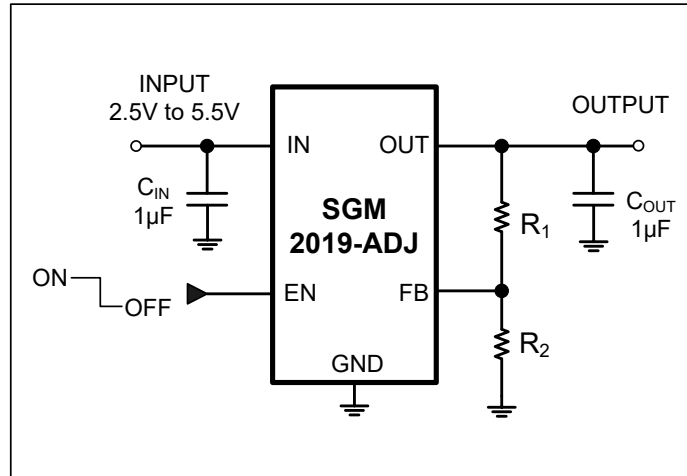 INPUT
2.5V to 5.5V
OUTPUT
IN
OUT
CIN
1µF
SGM
2019-ADJ
R1
COUT
1µF
ON
OFF
EN
FB
R2
GND